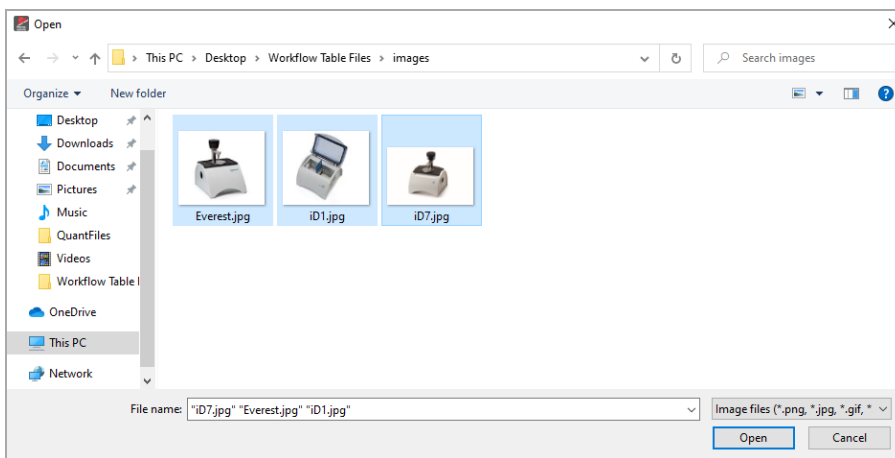 Open
This PC > Desktop > Workflow Table Files > images
Search images
Organize
New folder
Desktop
Downloads
Documents
Pictures
Music
QuantFiles
Videos
Workflow Table
OneDrive
This PC
Network
Everest.jpg
iD1.jpg
iD7.jpg
File name:
"iD7.jpg" "Everest.jpg" "iD1.jpg"
Image files (*.png, *.jpg, *.gif, *
Open
Cancel